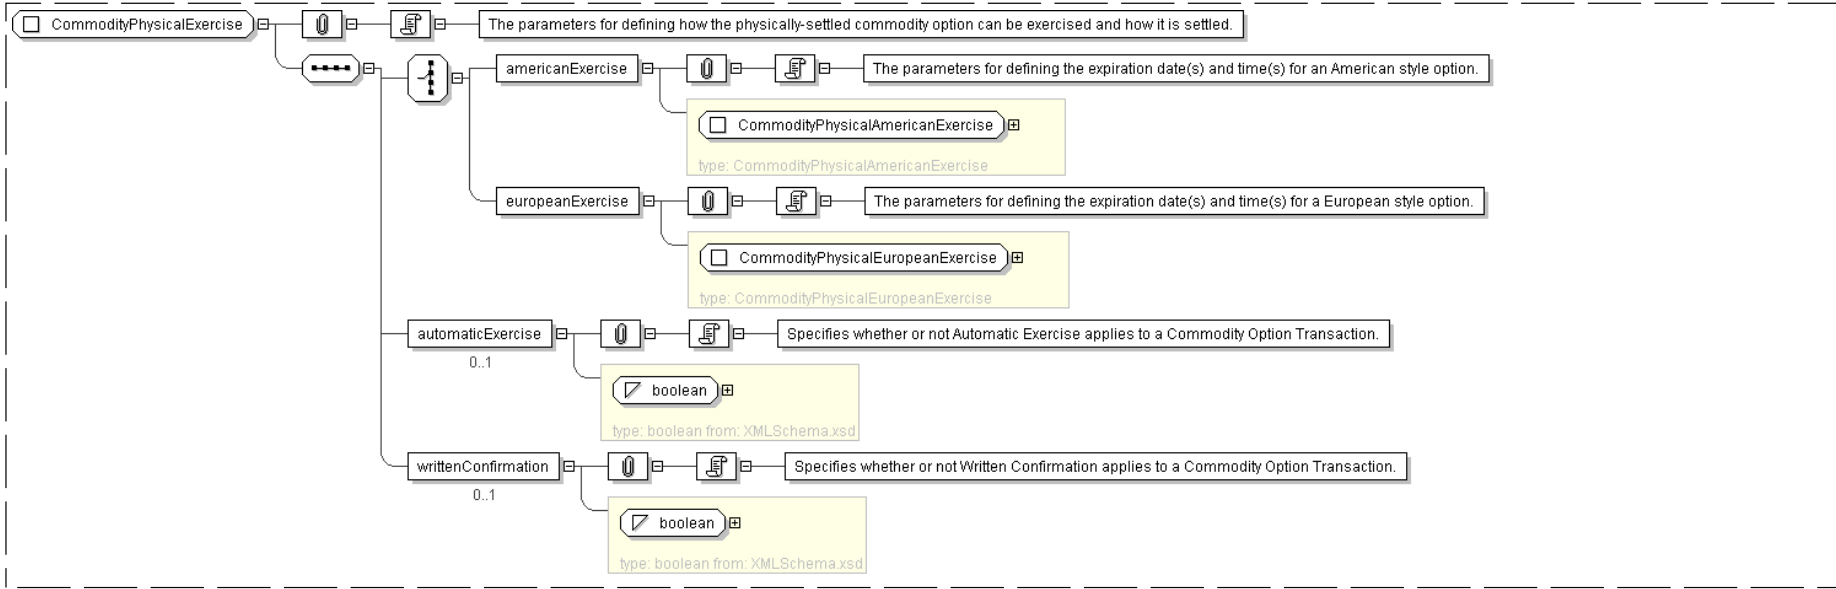 CommodityPhysicalExercise
The parameters for defining how the physically-settled commodity option can be exercised and how it is settled.
americanExercise
The parameters for defining the expiration date(s) and time(s) for an American style option.
CommodityPhysicalAmericanExercise
type: CommodityPhysicalAmericanExercise
europeanExercise
The parameters for defining the expiration date(s) and time(s) for a European style option.
CommodityPhysicalEuropeanExercise
type: CommodityPhysicalEuropeanExercise
automaticExercise
Specifies whether or not Automatic Exercise applies to a Commodity Option Transaction.
0..1
boolean
type: boolean from: XMLSchema.xsd
writtenConfirmation
Specifies whether or not Written Confirmation applies to a Commodity Option Transaction.
0..1
boolean
type: boolean from: XMLSchema.xsd